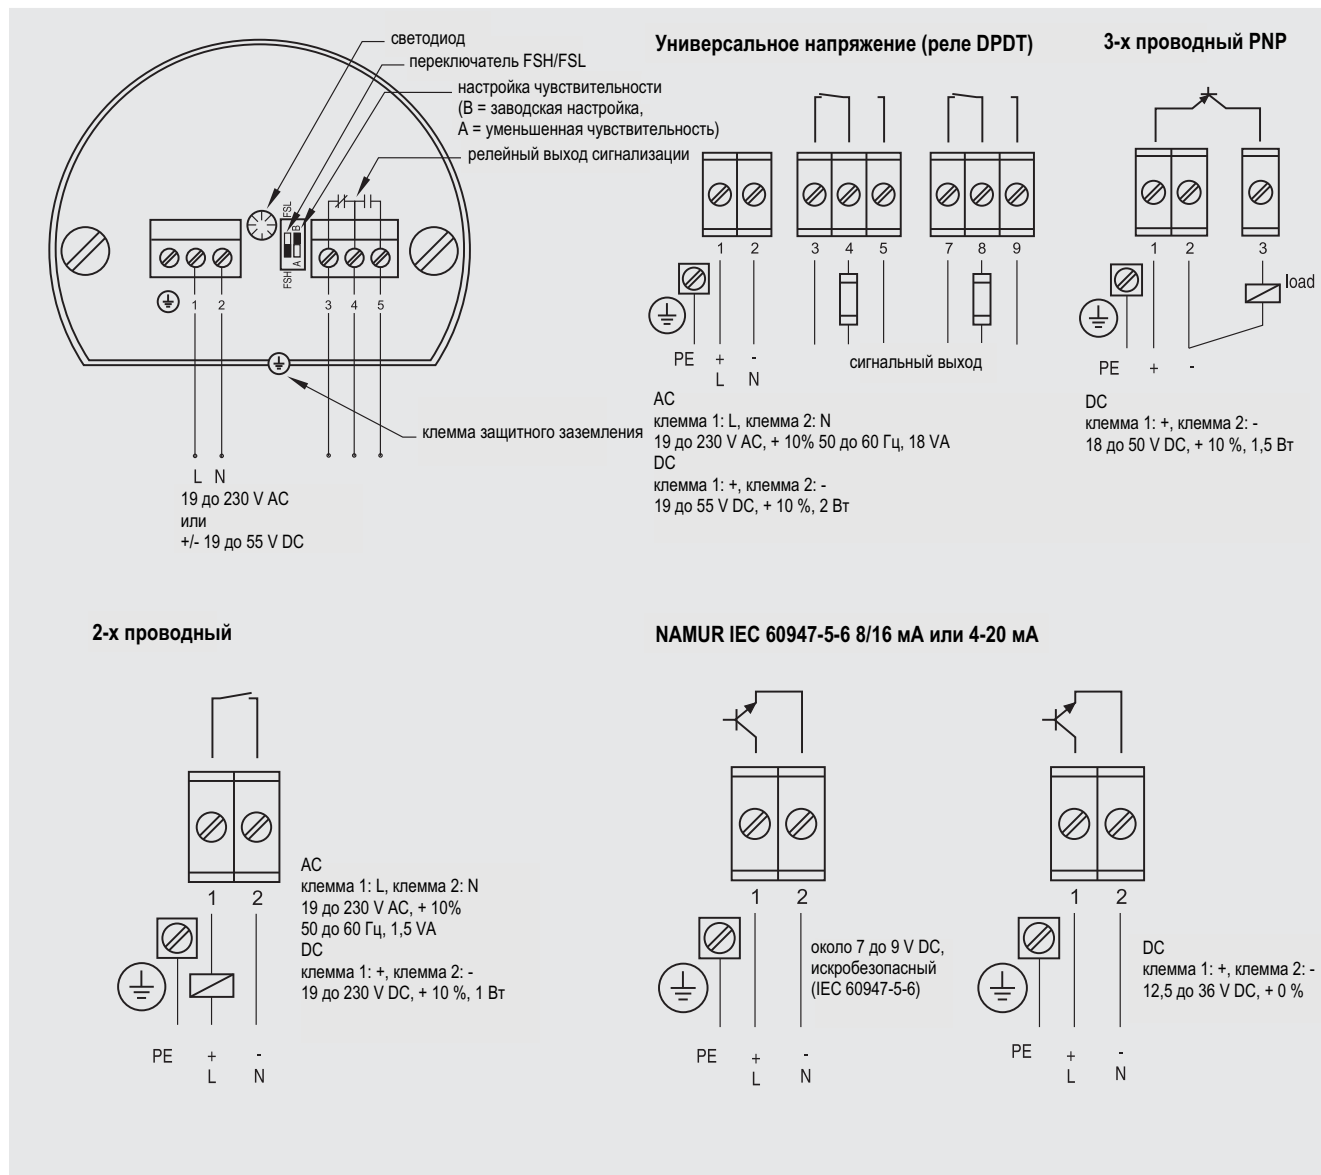 светодиод
переключатель FSH/FSL
настройка чувствительности
(B = заводская настройка,
A = уменьшенная чувствительность)
релейный выход сигнализации
FSL
B
A
FSH
1 2 3 4 5
клемма защитного заземления
L N
19 до 230 V AC
или
+/- 19 до 55 V DC
Универсальное напряжение (реле DPDT)
1 2 3 4 5 7 8 9
PE + -
L N
сигнальный выход
AC
клемма 1: L, клемма 2: N
19 до 230 V AC, + 10% 50 до 60 Гц, 18 VA
DC
клемма 1: +, клемма 2: -
19 до 55 V DC, + 10 %, 2 Вт
3-х проводный PNP
1 2 3
load
PE + -
DC
клемма 1: +, клемма 2: -
18 до 50 V DC, + 10 %, 1,5 Вт
2-х проводный
1 2
AC
клемма 1: L, клемма 2: N
19 до 230 V AC, + 10%
50 до 60 Гц, 1,5 VA
DC
клемма 1: +, клемма 2: -
19 до 230 V DC, + 10 %, 1 Вт
PE + -
L N
NAMUR IEC 60947-5-6 8/16 мА или 4-20 мА
1 2
около 7 до 9 V DC,
искробезопасный
(IEC 60947-5-6)
PE + -
L N
1 2
DC
клемма 1: +, клемма 2: -
12,5 до 36 V DC, + 0 %
PE + -
L N